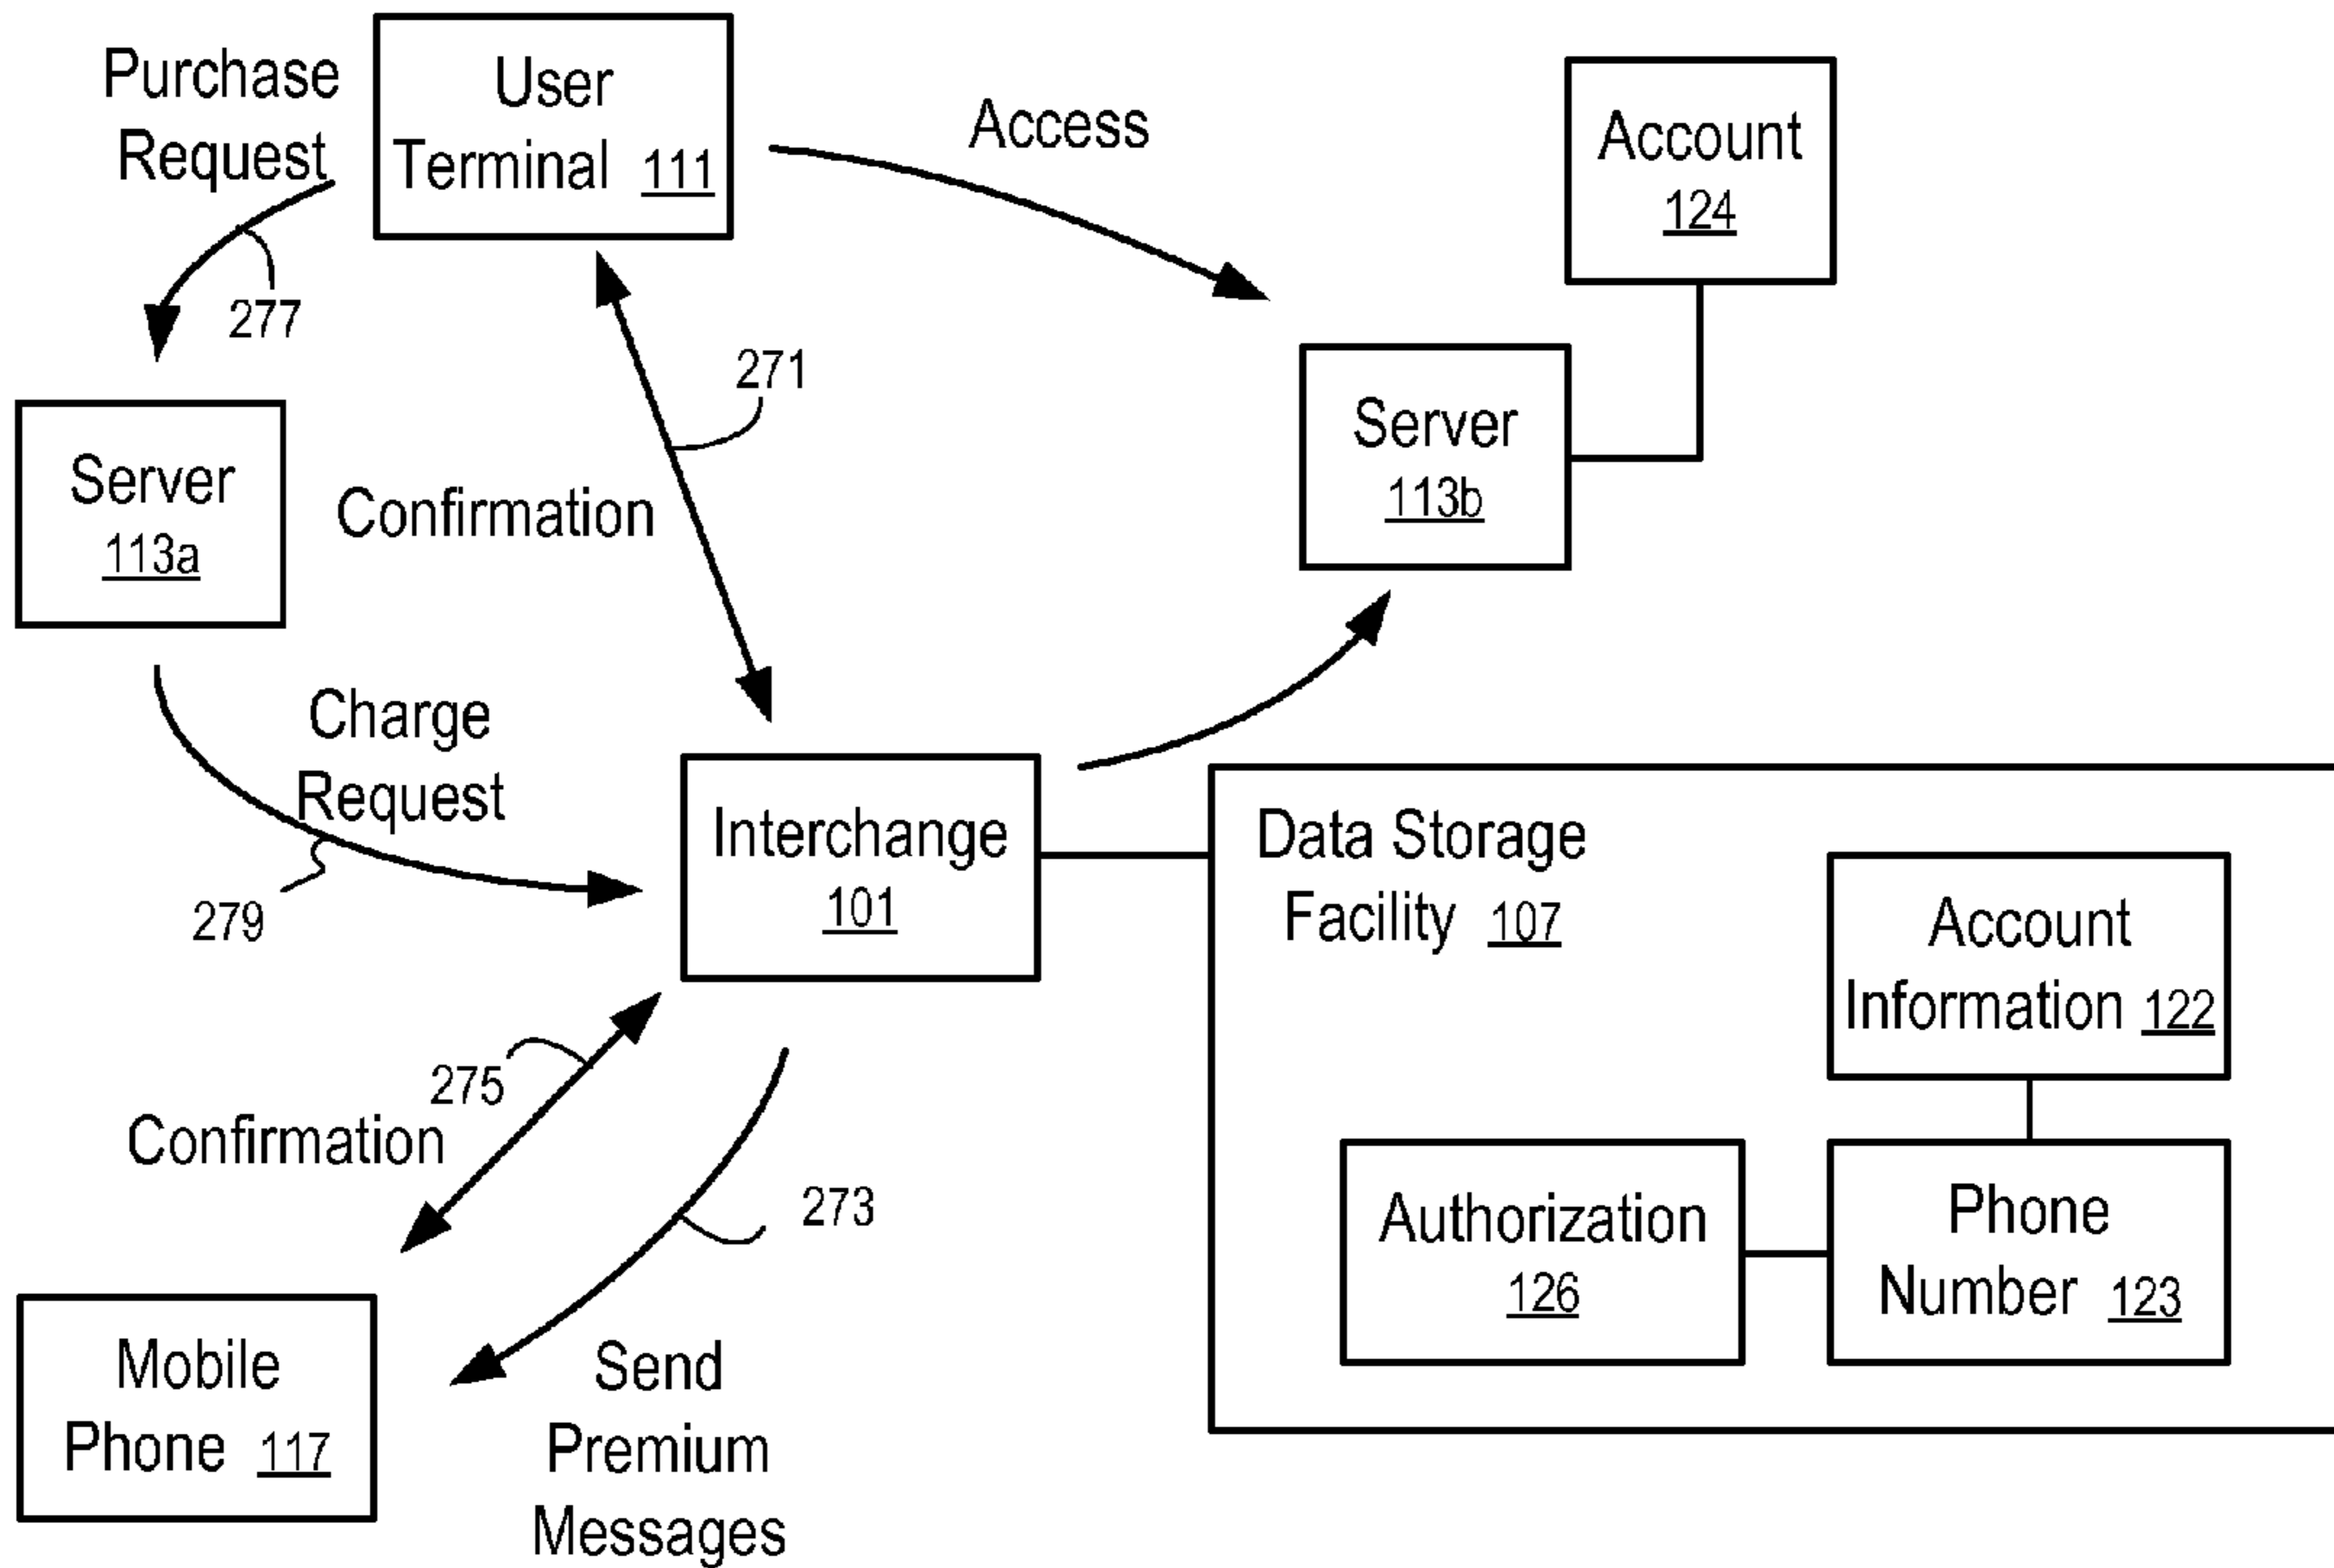 Purchase
Request
User
Terminal 111
Access
Account
124
277
271
Server
113b
Server
113a
Confirmation
Charge
Request
279
Interchange
101
Data Storage
Facility 107
Account
Information 122
275
Confirmation
273
Authorization
126
Phone
Number 123
Mobile
Phone 117
Send
Premium
Messages